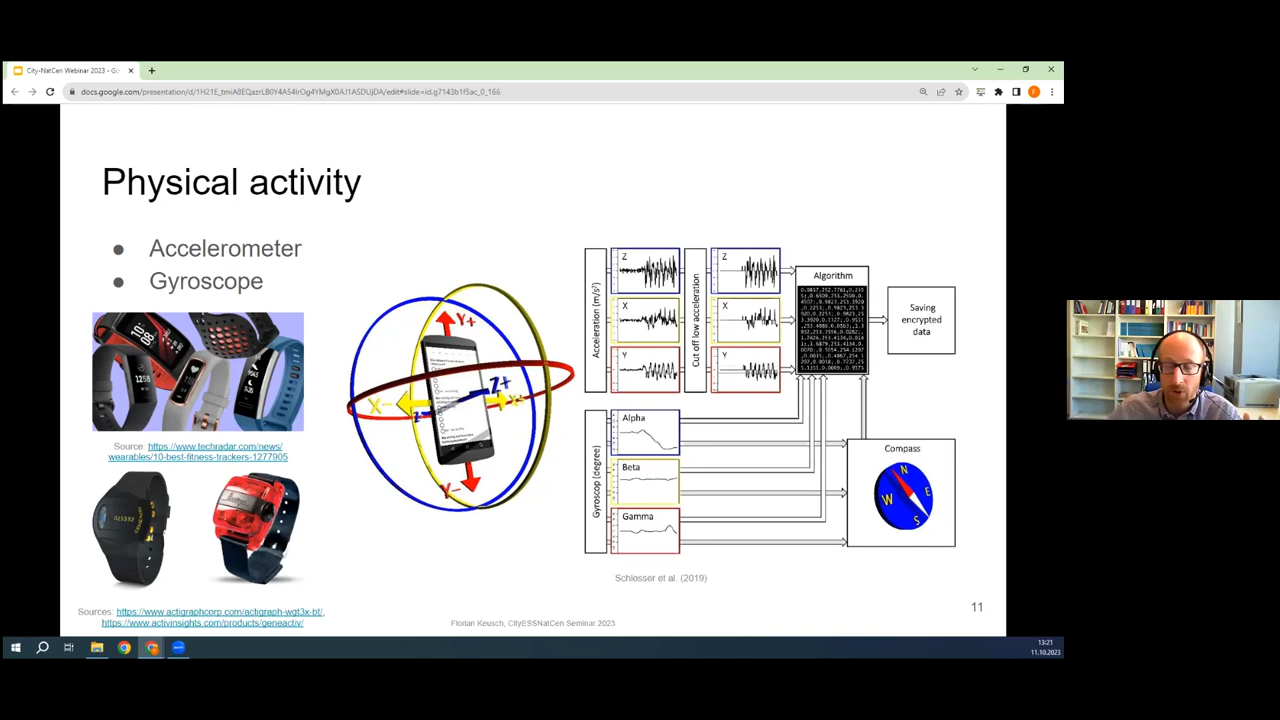 City-NatCen Webinar 2023 - Go
docs.google.com/presentation/d/1H21E_tmiA8EQazrLB0Y4A54IrOg4YMgX0AJ1ASDUjDA/edit#slide=id.g7143b1f5ac_0_166
Physical activity
● Accelerometer
● Gyroscope
Source: https://www.techradar.com/news/
wearables/10-best-fitness-trackers-1277905
Sources: https://www.actigraphcorp.com/actigraph-wgt3x-bt/,
https://www.activinsights.com/products/geneactiv/
Y+
Z+
X-
X+
Y-
Acceleration (m/s²)
Z
X
Y
Cut off low acceleration
Z
X
Y
Algorithm
Saving
encrypted
data
Gyroscop (degree)
Alpha
Beta
Gamma
Compass
N
W
E
S
Schlosser et al. (2019)
11
Florian Keusch, CityESSNatCen Seminar 2023
13:21
11.10.2023